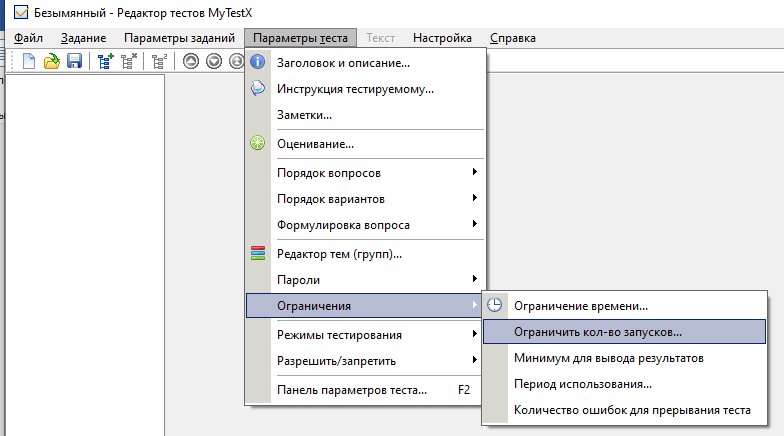 Безымянный - Редактор тестов MyTestX
Файл Задание Параметры заданий Параметры теста Текст Настройка Справка
Заголовок и описание...
Инструкция тестируемому...
Заметки...
Оценивание...
Порядок вопросов
Порядок вариантов
Формулировка вопроса
Редактор тем (групп)...
Пароли
Ограничения
Режимы тестирования
Разрешить/запретить
Панель параметров теста... F2
Ограничение времени...
Ограничить кол-во запусков...
Минимум для вывода результатов
Период использования...
Количество ошибок для прерывания теста